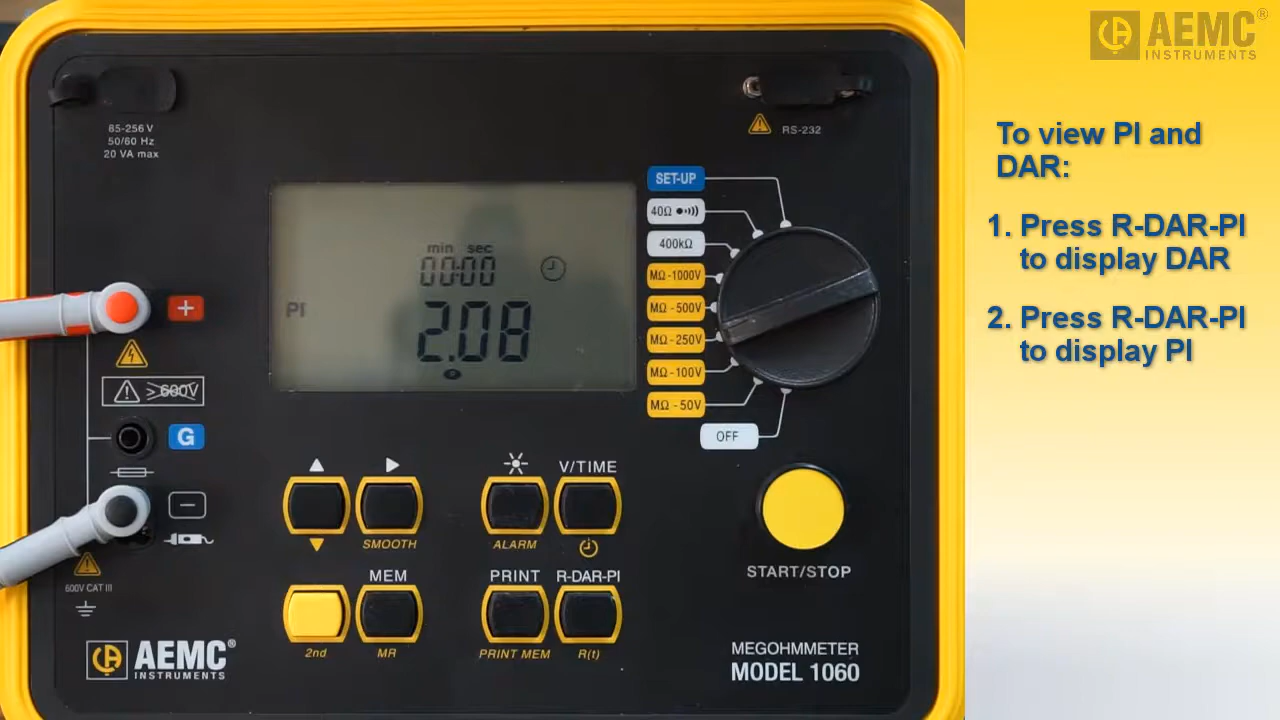 AEMC®
INSTRUMENTS
To view PI and
DAR:
1. Press R-DAR-PI
to display DAR
2. Press R-DAR-PI
to display PI
85-256 V
50/60 Hz
20 VA max
RS-232
SET-UP
40Ω
400kΩ
MΩ-1000V
MΩ-500V
MΩ-250V
MΩ-100V
MΩ-50V
OFF
min sec
00:00
PI
2.08
+
≥600V
G
−
600V CAT III
V/TIME
SMOOTH
ALARM
MEM
PRINT
R-DAR-PI
2nd
MR
PRINT MEM
R(t)
START/STOP
AEMC®
INSTRUMENTS
MEGOHMMETER
MODEL 1060